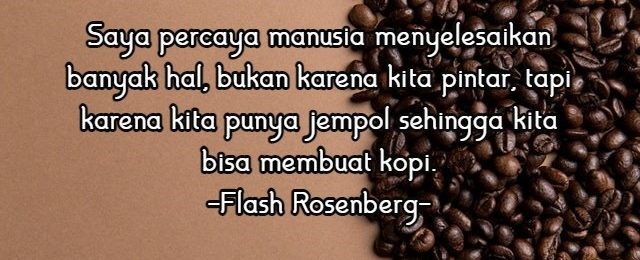 Saya percaya manusia menyelesaikan
banyak hal, bukan karena kita pintar, tapi
karena kita punya jempol sehingga kita
bisa membuat kopi.
-Flash Rosenberg-